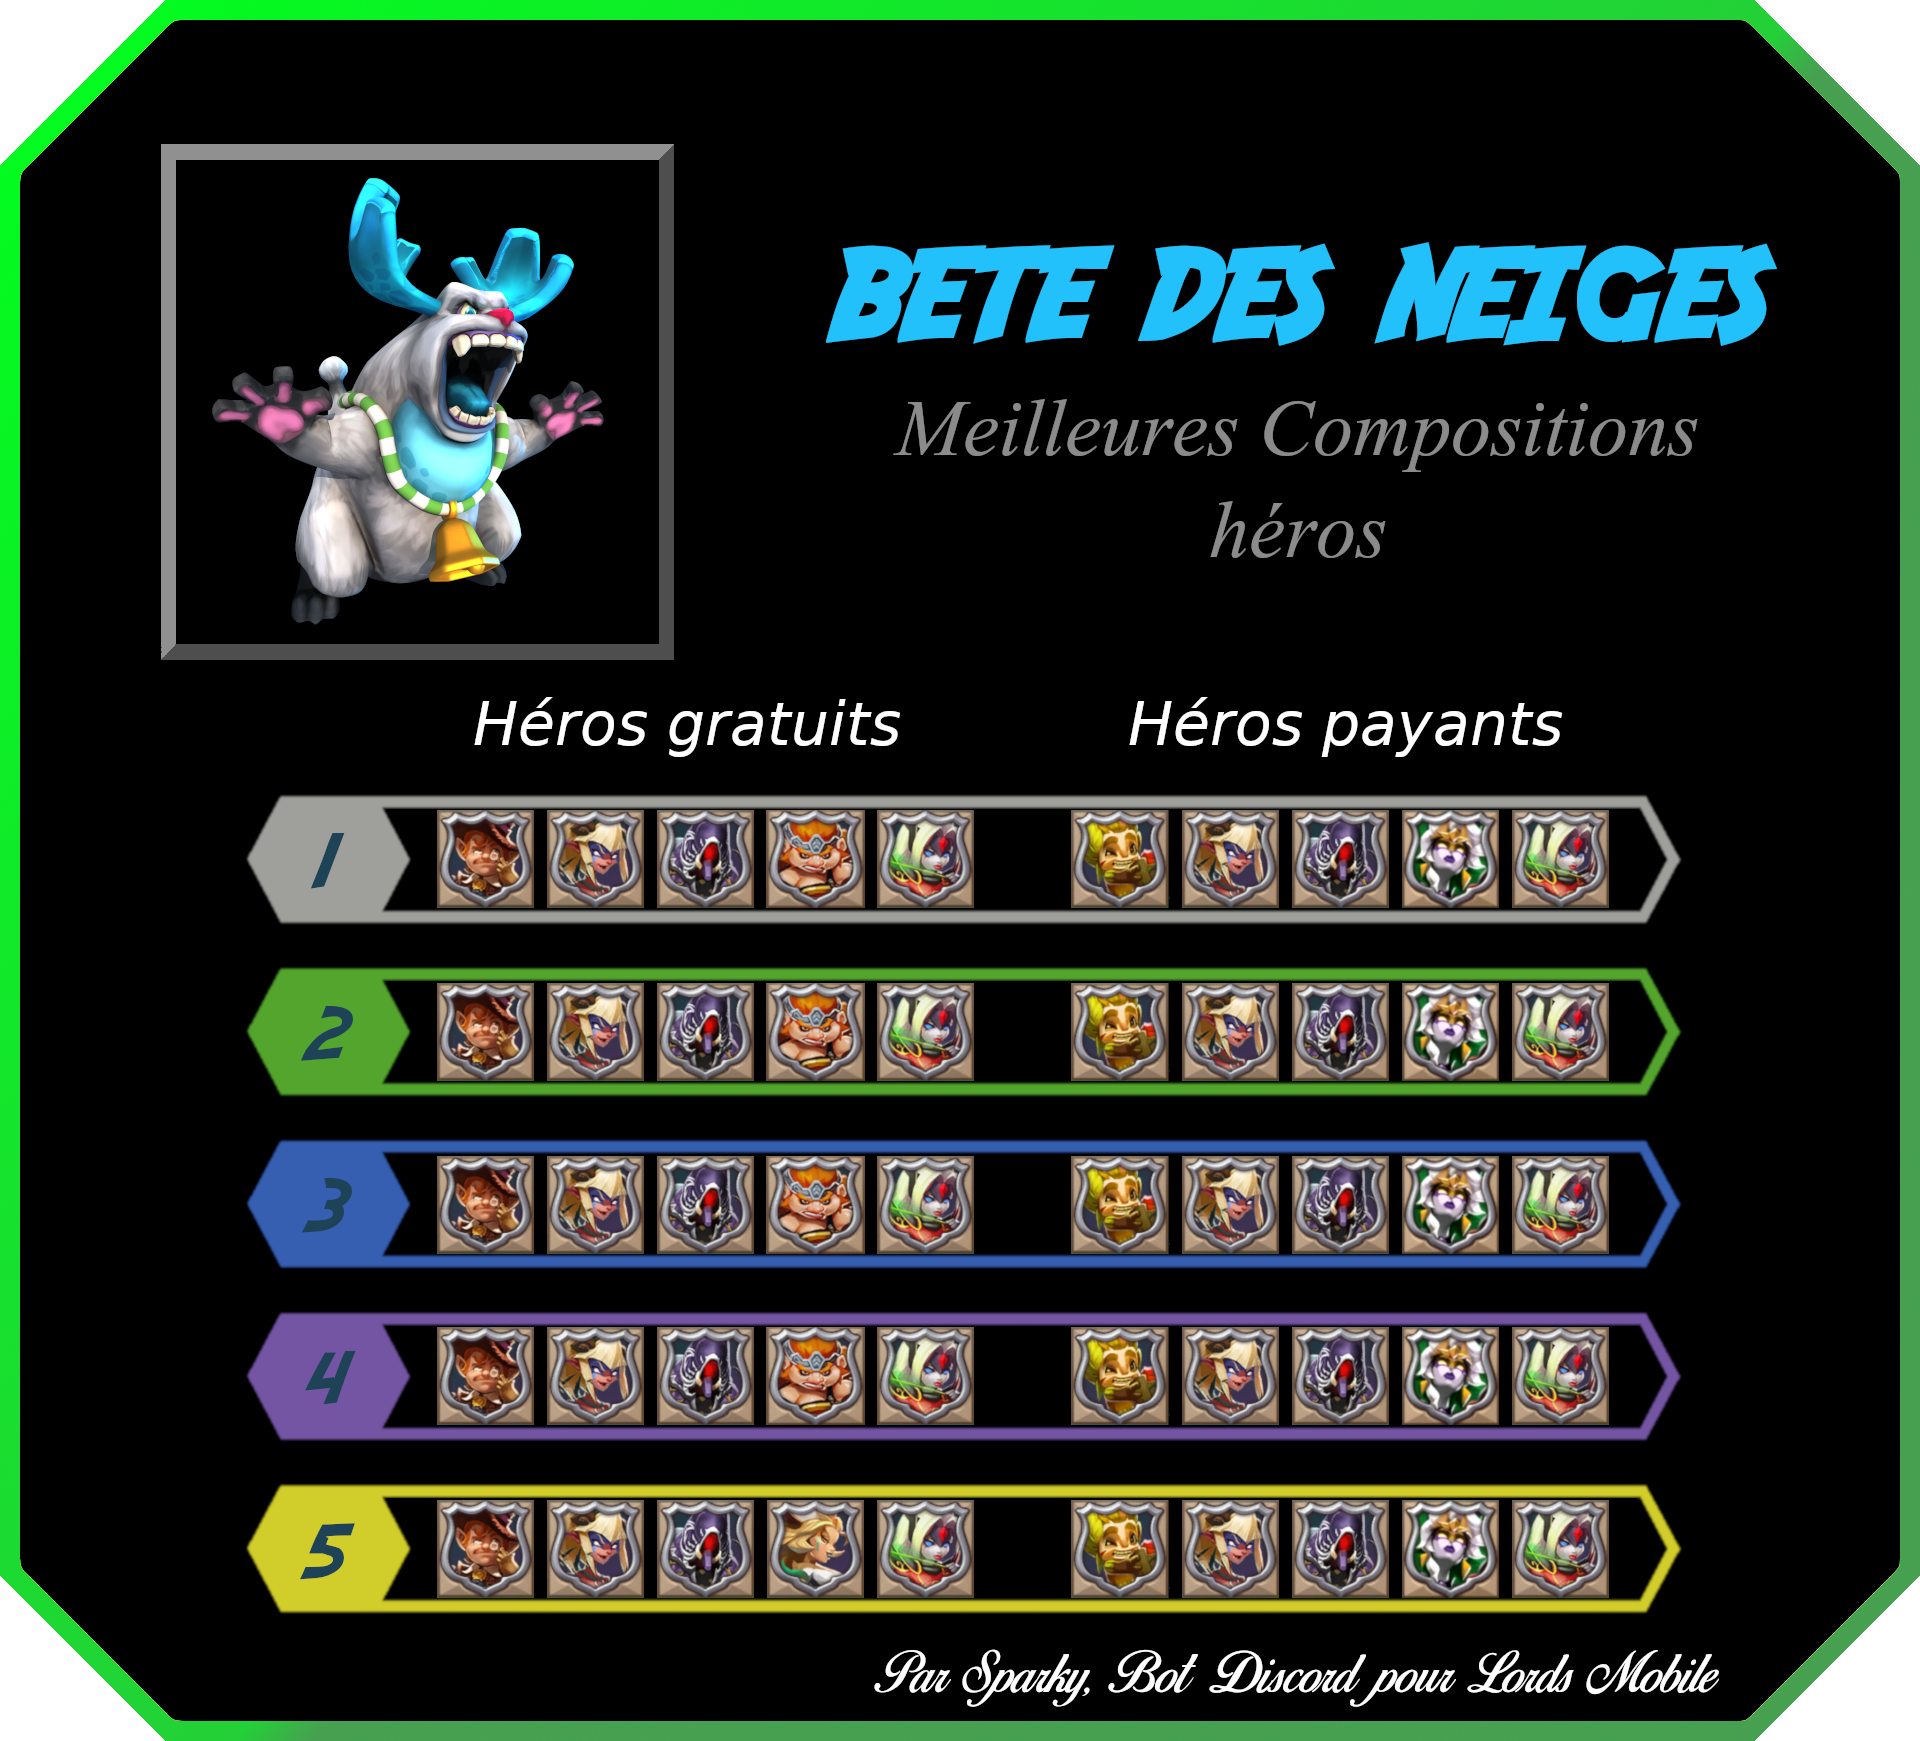 BETE DES NEIGES
Meilleures Compositions
héros
Héros gratuits
Héros payants
1
2
3
4
5
Par Sparky, Bot Discord pour Lords Mobile